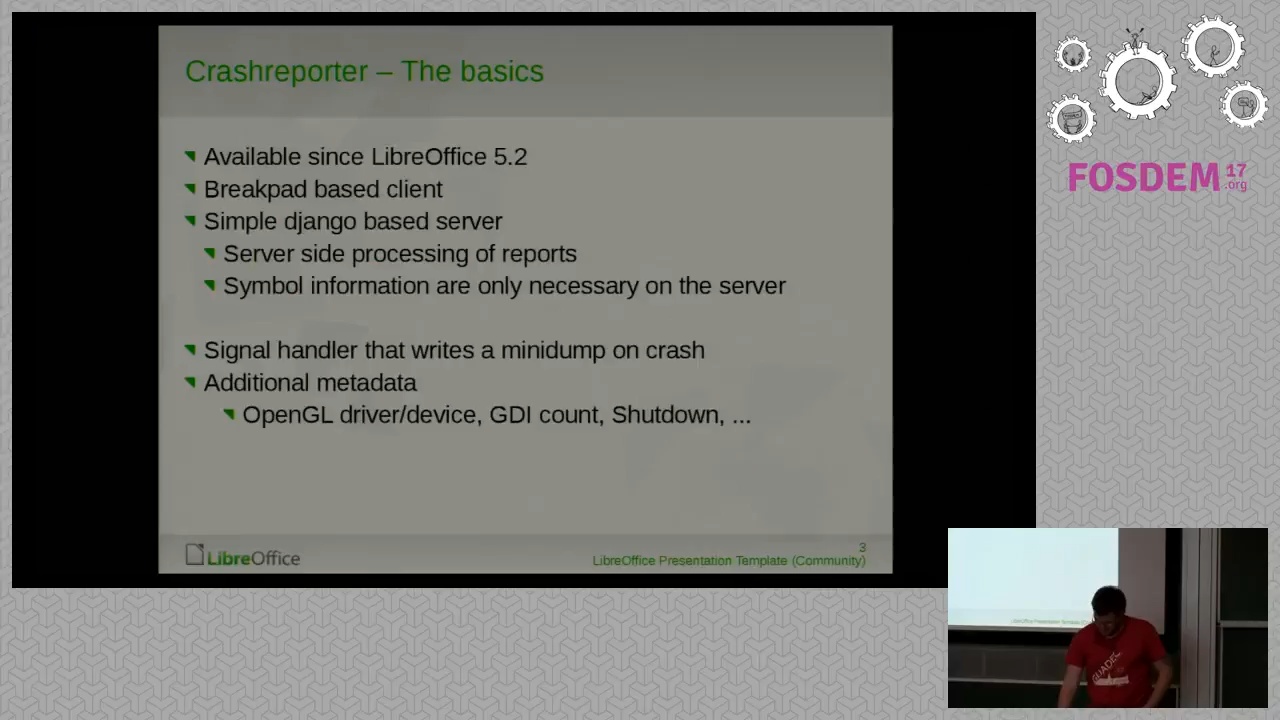 Crashreporter – The basics
Available since LibreOffice 5.2
Breakpad based client
Simple django based server
Server side processing of reports
Symbol information are only necessary on the server
Signal handler that writes a minidump on crash
Additional metadata
OpenGL driver/device, GDI count, Shutdown, ...
LibreOffice
3
LibreOffice Presentation Template (Community)
FOSDEM 17 .org
GUADEC